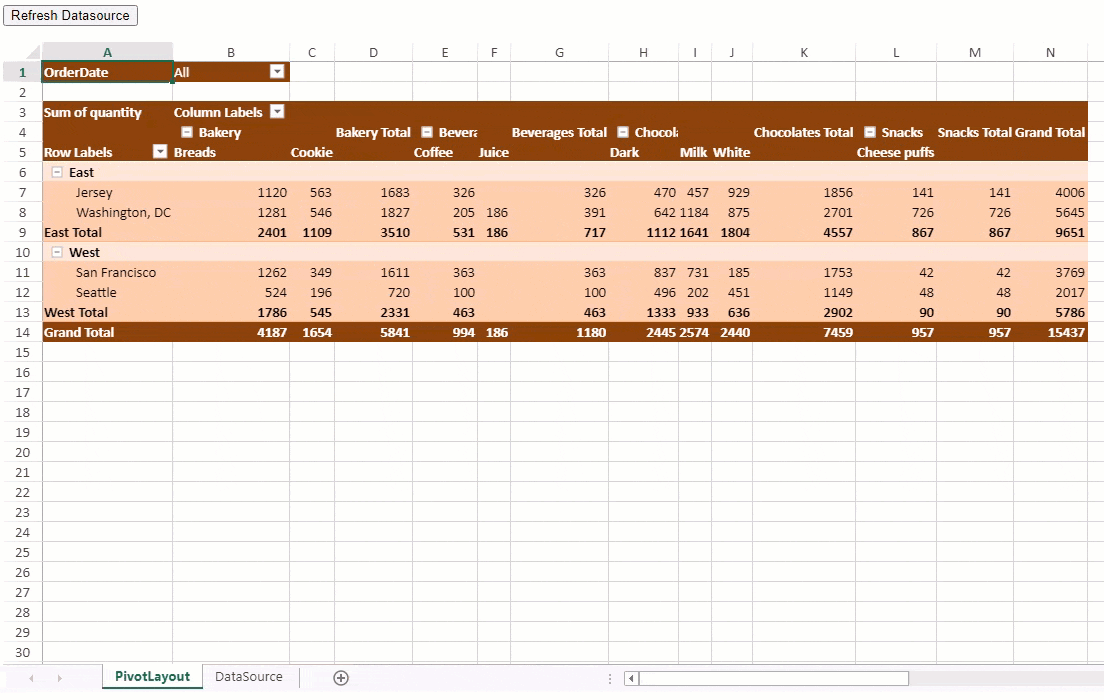 Refresh Datasource
A B C D E F G H I J K L M N
1 OrderDate All
2
3 Sum of quantity Column Labels
4 Bakery Bakery Total Bevera Beverages Total Chocola Chocolates Total Snacks Snacks Total Grand Total
5 Row Labels Breads Cookie Coffee Juice Dark Milk White Cheese puffs
6 East
7 Jersey 1120 563 1683 326 326 470 457 929 1856 141 141 4006
8 Washington, DC 1281 546 1827 205 186 391 642 1184 875 2701 726 726 5645
9 East Total 2401 1109 3510 531 186 717 1112 1641 1804 4557 867 867 9651
10 West
11 San Francisco 1262 349 1611 363 363 837 731 185 1753 42 42 3769
12 Seattle 524 196 720 100 100 496 202 451 1149 48 48 2017
13 West Total 1786 545 2331 463 463 1333 933 636 2902 90 90 5786
14 Grand Total 4187 1654 5841 994 186 1180 2445 2574 2440 7459 957 957 15437
15
16
17
18
19
20
21
22
23
24
25
26
27
28
29
30
PivotLayout DataSource